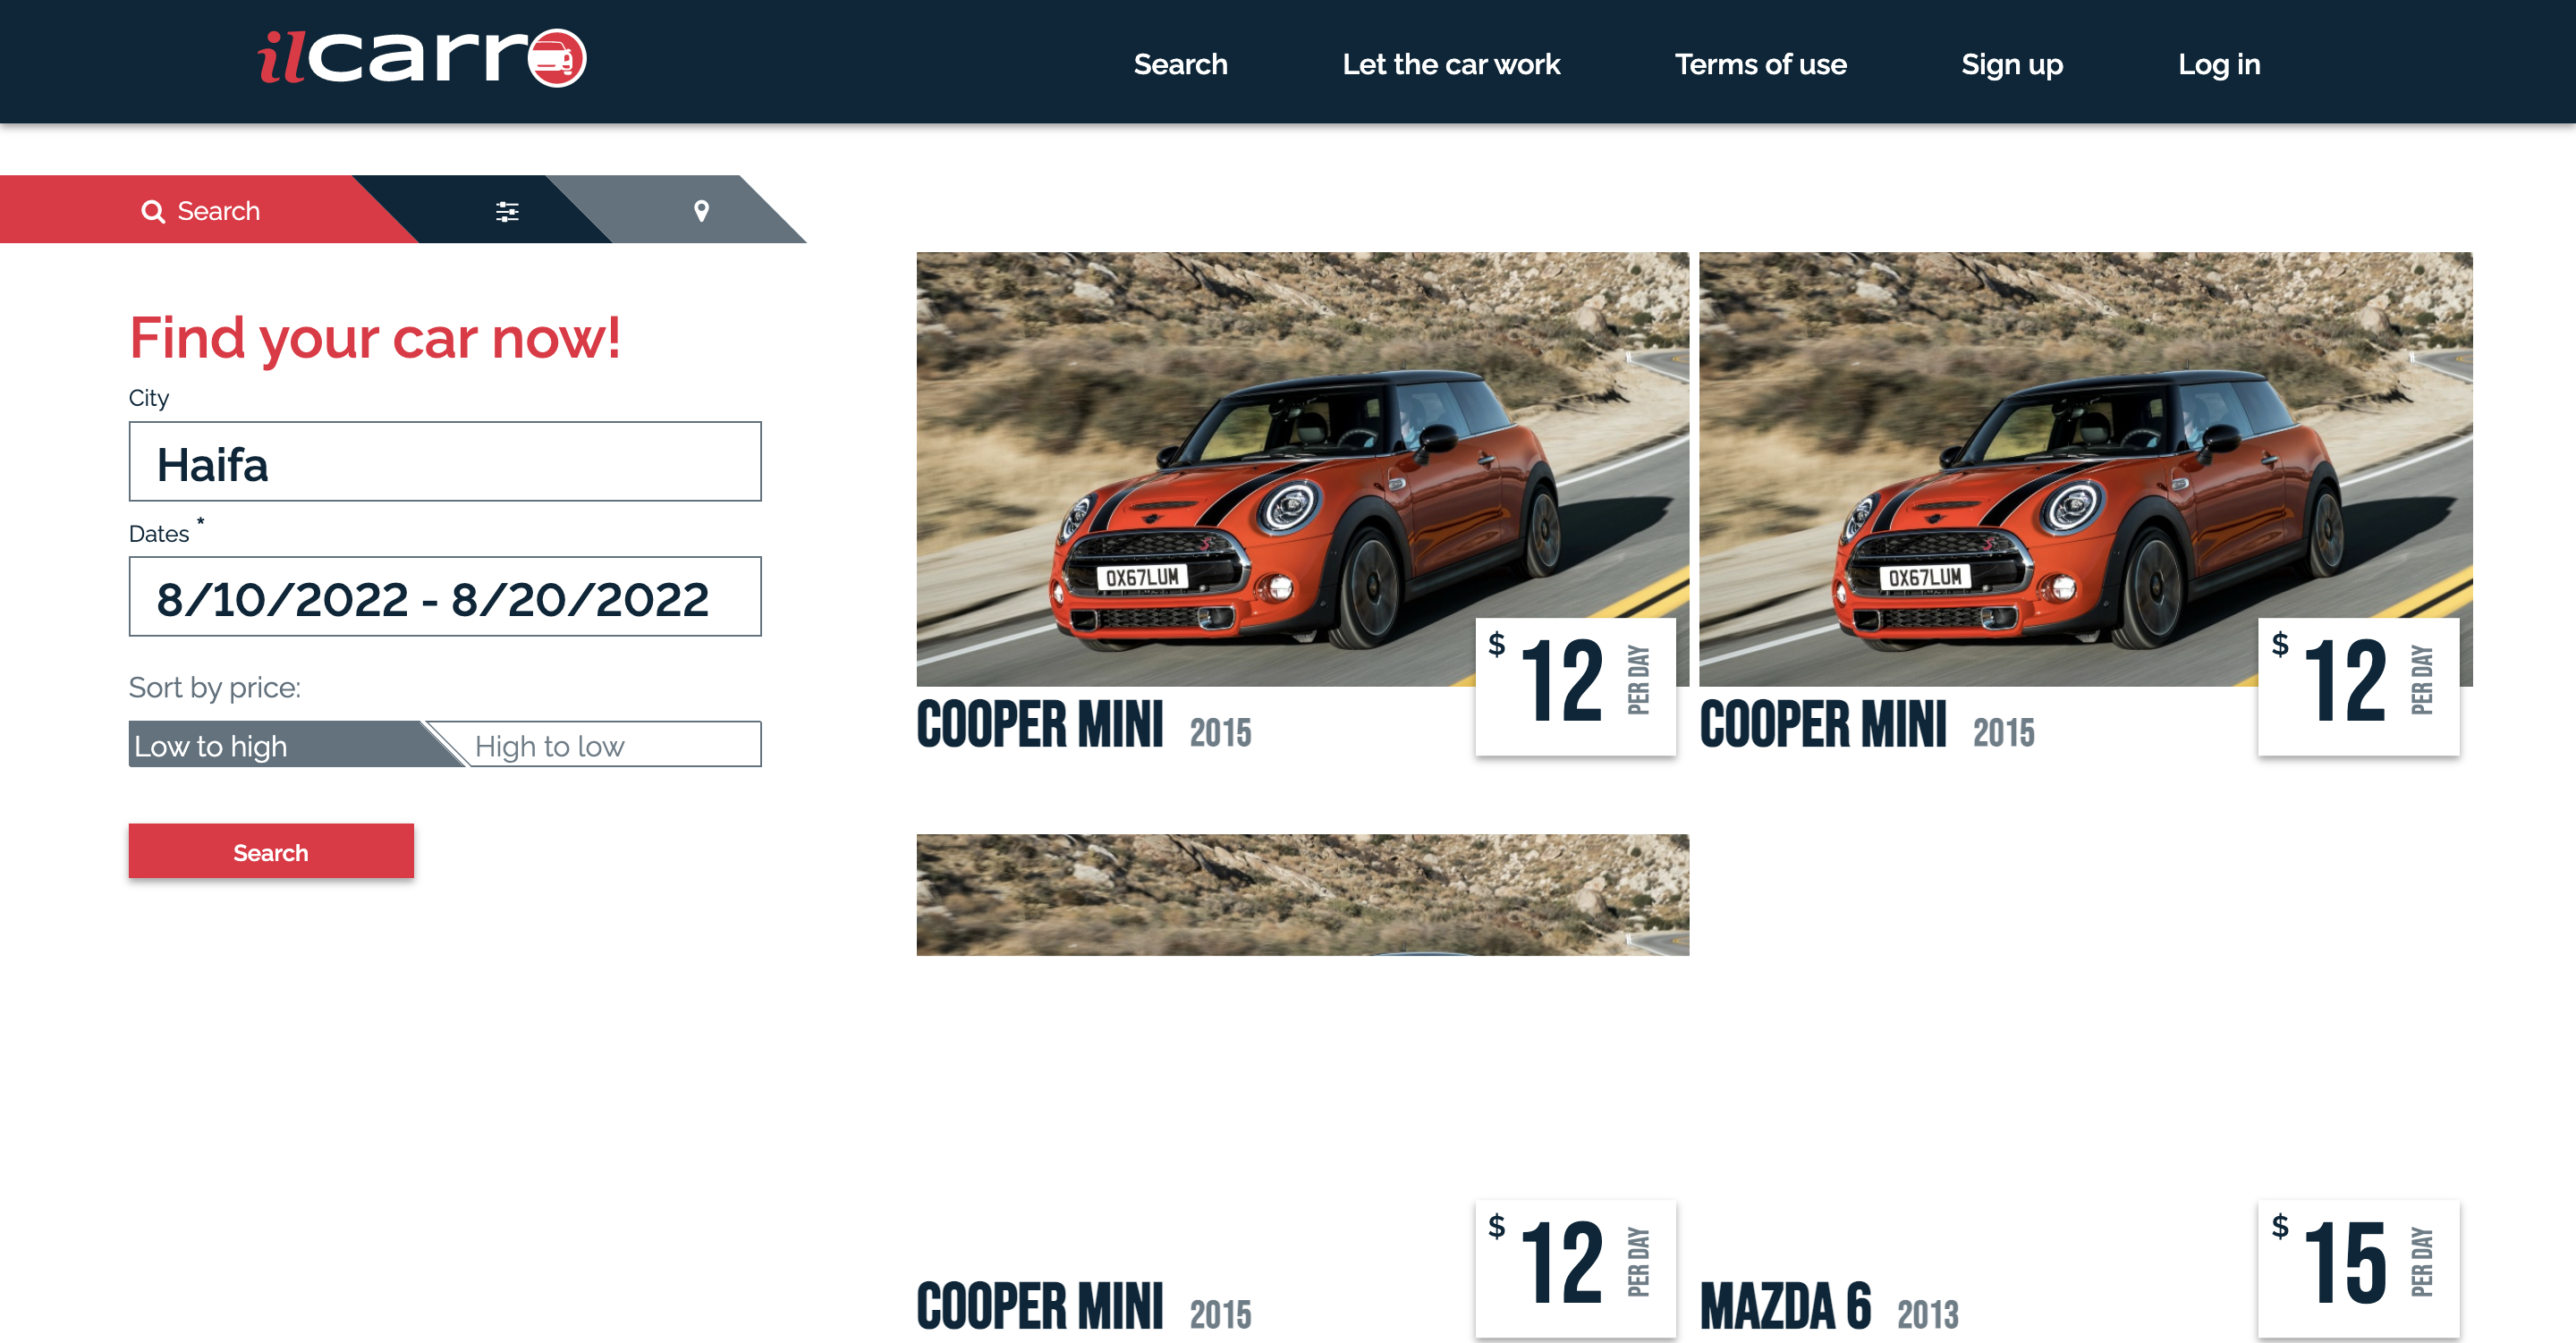 ilcarro
Search Let the car work Terms of use Sign up Log in
Search
Find your car now!
City
Haifa
Dates *
8/10/2022 - 8/20/2022
Sort by price:
Low to high High to low
Search
OX67LUM
$ 12 PER DAY
COOPER MINI 2015
OX67LUM
$ 12 PER DAY
COOPER MINI 2015
$ 12 PER DAY
COOPER MINI 2015
$ 15 PER DAY
MAZDA 6 2013